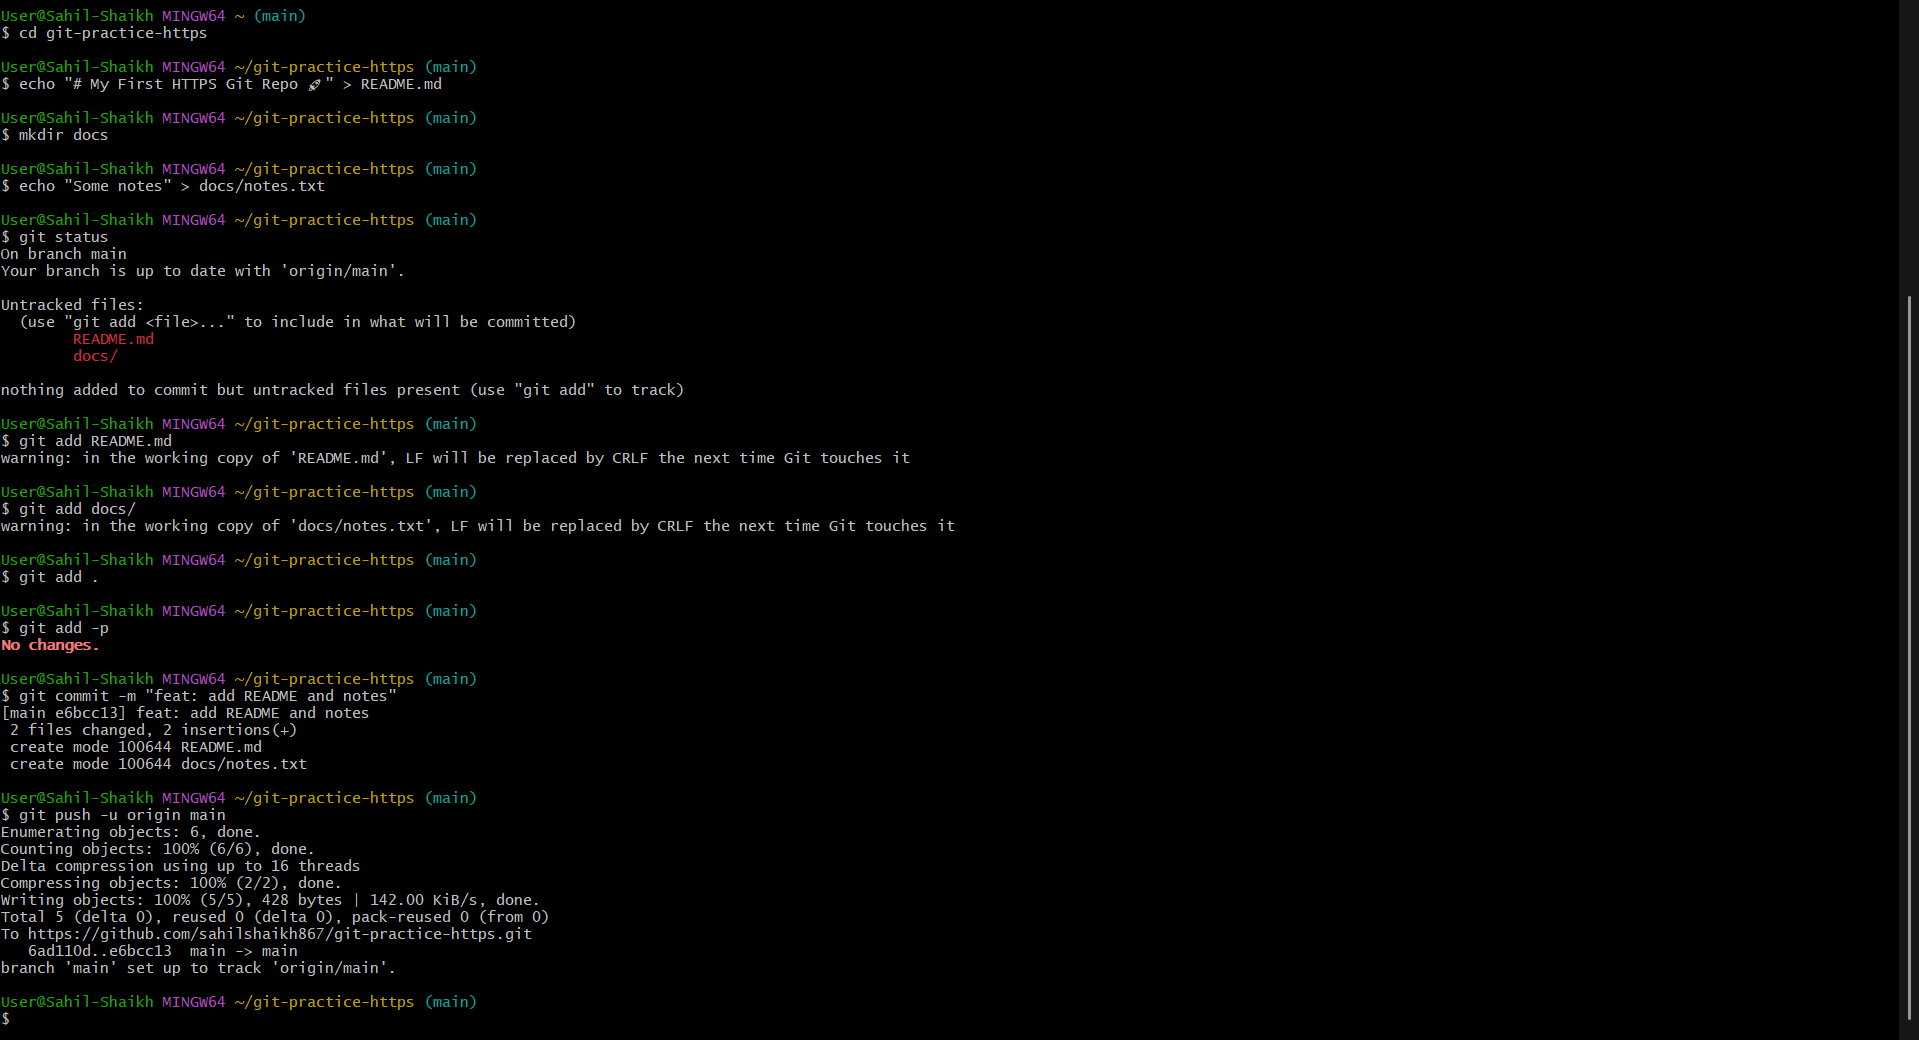 User@Sahil-Shaikh MINGW64 ~ (main)
$ cd git-practice-https

User@Sahil-Shaikh MINGW64 ~/git-practice-https (main)
$ echo "# My First HTTPS Git Repo 🚀" > README.md

User@Sahil-Shaikh MINGW64 ~/git-practice-https (main)
$ mkdir docs

User@Sahil-Shaikh MINGW64 ~/git-practice-https (main)
$ echo "Some notes" > docs/notes.txt

User@Sahil-Shaikh MINGW64 ~/git-practice-https (main)
$ git status
On branch main
Your branch is up to date with 'origin/main'.

Untracked files:
  (use "git add <file>..." to include in what will be committed)
        README.md
        docs/

nothing added to commit but untracked files present (use "git add" to track)

User@Sahil-Shaikh MINGW64 ~/git-practice-https (main)
$ git add README.md
warning: in the working copy of 'README.md', LF will be replaced by CRLF the next time Git touches it

User@Sahil-Shaikh MINGW64 ~/git-practice-https (main)
$ git add docs/
warning: in the working copy of 'docs/notes.txt', LF will be replaced by CRLF the next time Git touches it

User@Sahil-Shaikh MINGW64 ~/git-practice-https (main)
$ git add .

User@Sahil-Shaikh MINGW64 ~/git-practice-https (main)
$ git add -p
No changes.

User@Sahil-Shaikh MINGW64 ~/git-practice-https (main)
$ git commit -m "feat: add README and notes"
[main e6bcc13] feat: add README and notes
 2 files changed, 2 insertions(+)
 create mode 100644 README.md
 create mode 100644 docs/notes.txt

User@Sahil-Shaikh MINGW64 ~/git-practice-https (main)
$ git push -u origin main
Enumerating objects: 6, done.
Counting objects: 100% (6/6), done.
Delta compression using up to 16 threads
Compressing objects: 100% (2/2), done.
Writing objects: 100% (5/5), 428 bytes | 142.00 KiB/s, done.
Total 5 (delta 0), reused 0 (delta 0), pack-reused 0 (from 0)
To https://github.com/sahilshaikh867/git-practice-https.git
   6ad110d..e6bcc13  main -> main
branch 'main' set up to track 'origin/main'.

User@Sahil-Shaikh MINGW64 ~/git-practice-https (main)
$